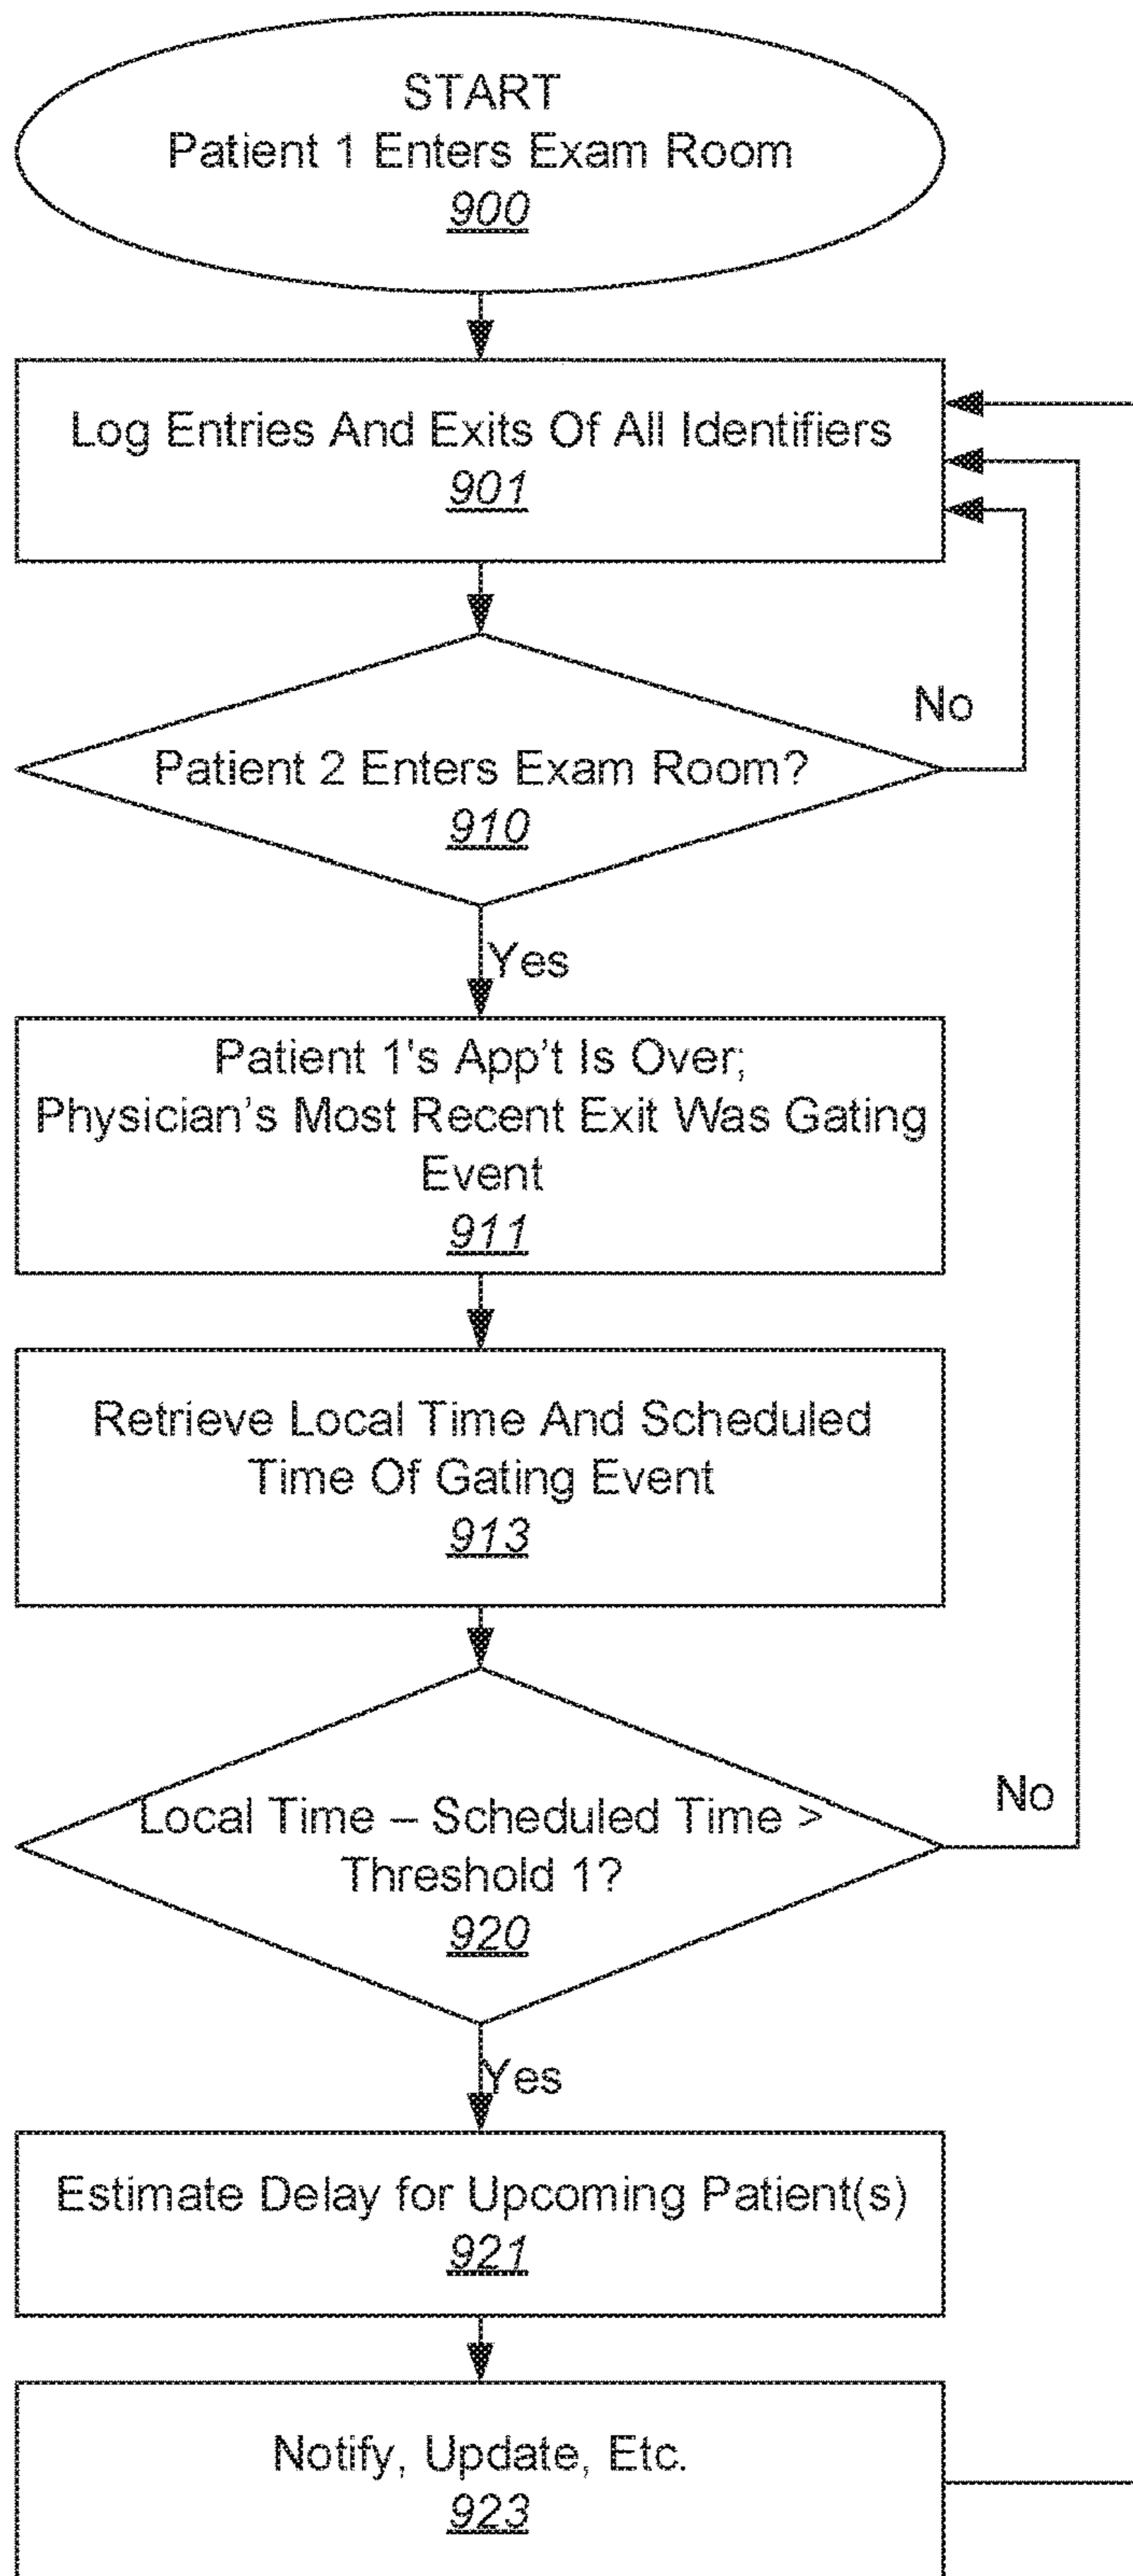 START
Patient 1 Enters Exam Room
900
Log Entries And Exits Of All Identifiers
901
No
Patient 2 Enters Exam Room?
910
Yes
Patient 1's App't Is Over;
Physician's Most Recent Exit Was Gating
Event
911
Retrieve Local Time And Scheduled
Time Of Gating Event
913
No
Local Time – Scheduled Time >
Threshold 1?
920
Yes
Estimate Delay for Upcoming Patient(s)
921
Notify, Update, Etc.
923